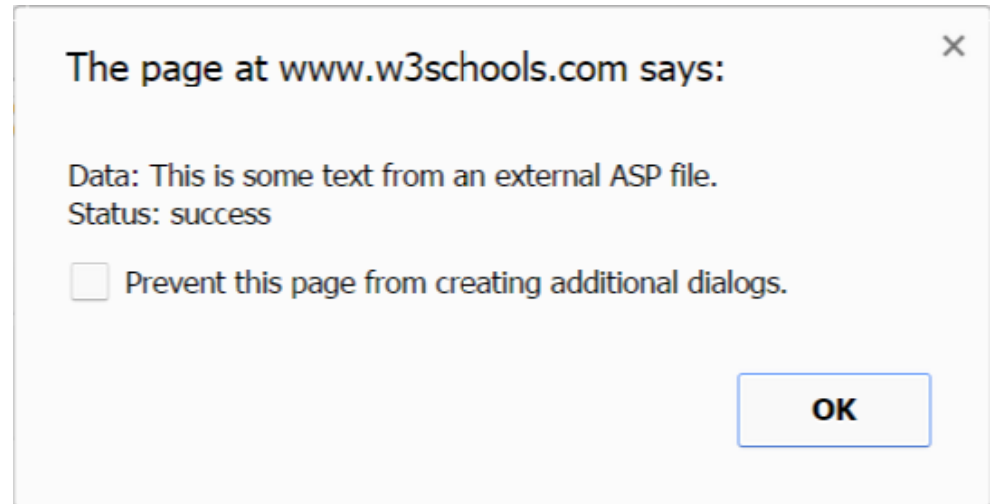 The page at www.w3schools.com says:
Data: This is some text from an external ASP file.
Status: success
Prevent this page from creating additional dialogs.
OK